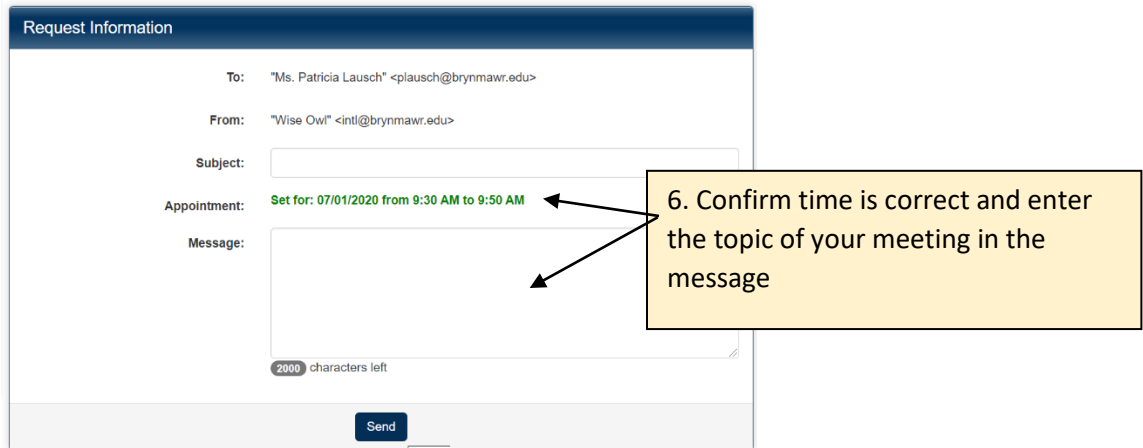 Request Information
To: "Ms. Patricia Lausch" <plausch@brynmawr.edu>
From: "Wise Owl" <intl@brynmawr.edu>
Subject:
Appointment: Set for: 07/01/2020 from 9:30 AM to 9:50 AM
6. Confirm time is correct and enter
the topic of your meeting in the
message
Message:
2000 characters left
Send